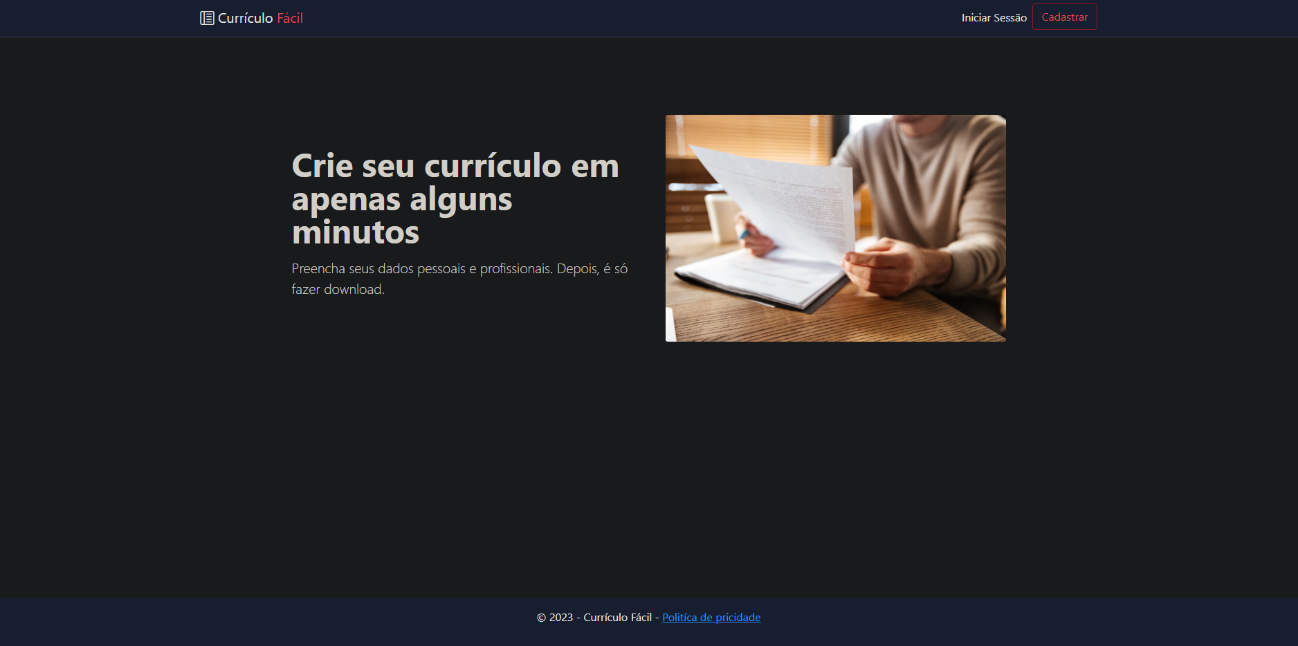 Currículo Fácil
Iniciar Sessão
Cadastrar
Crie seu currículo em
apenas alguns
minutos
Preencha seus dados pessoais e profissionais. Depois, é só
fazer download.
© 2023 - Currículo Fácil - Politíca de pricidade